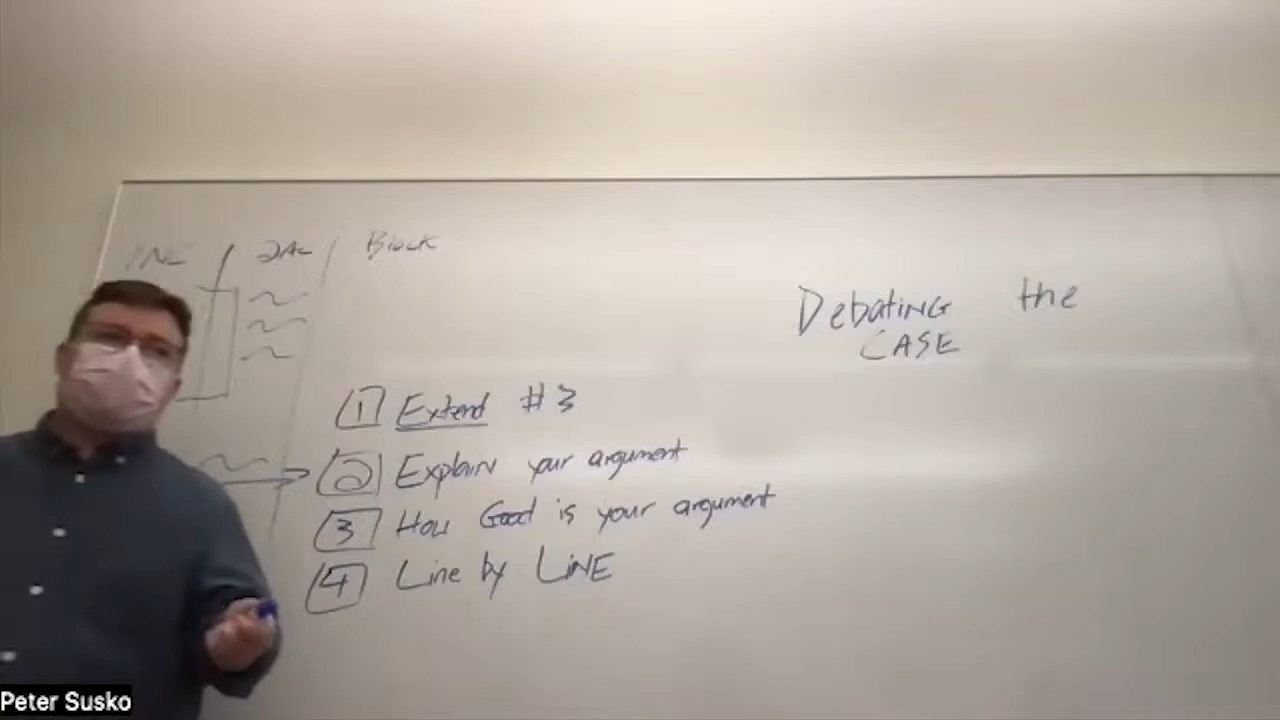 1NC 2AC Block
Debating the
CASE
1 Extend #3
2 Explain your argument
3 How Good is your argument
4 Line by Line
Peter Susko